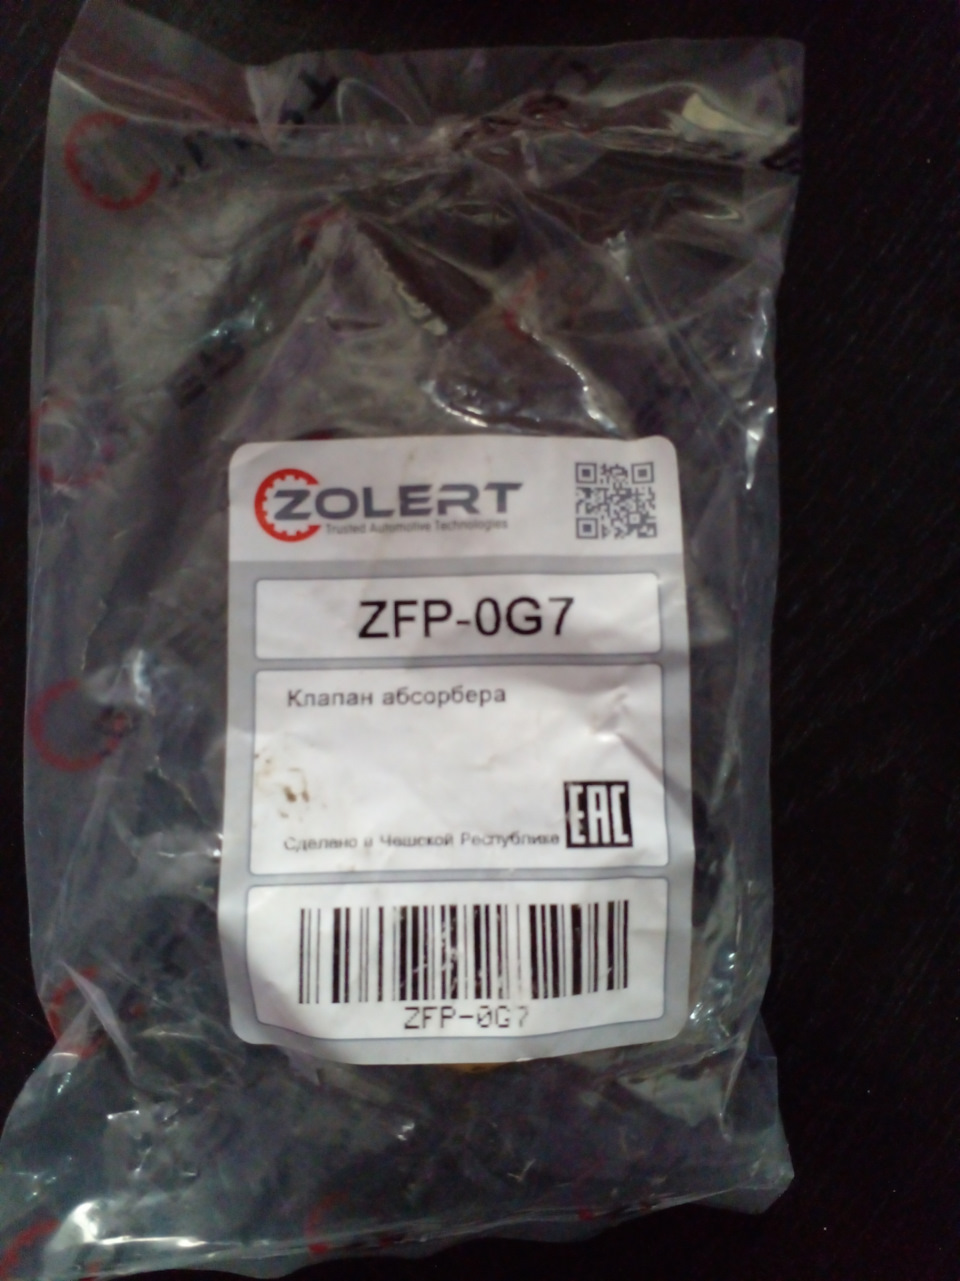 ZOLERT
Trusted Automotive Technologies
ZFP-0G7
Клапан абсорбера
Сделано в Чешской Республике
EAC
ZFP-0G7